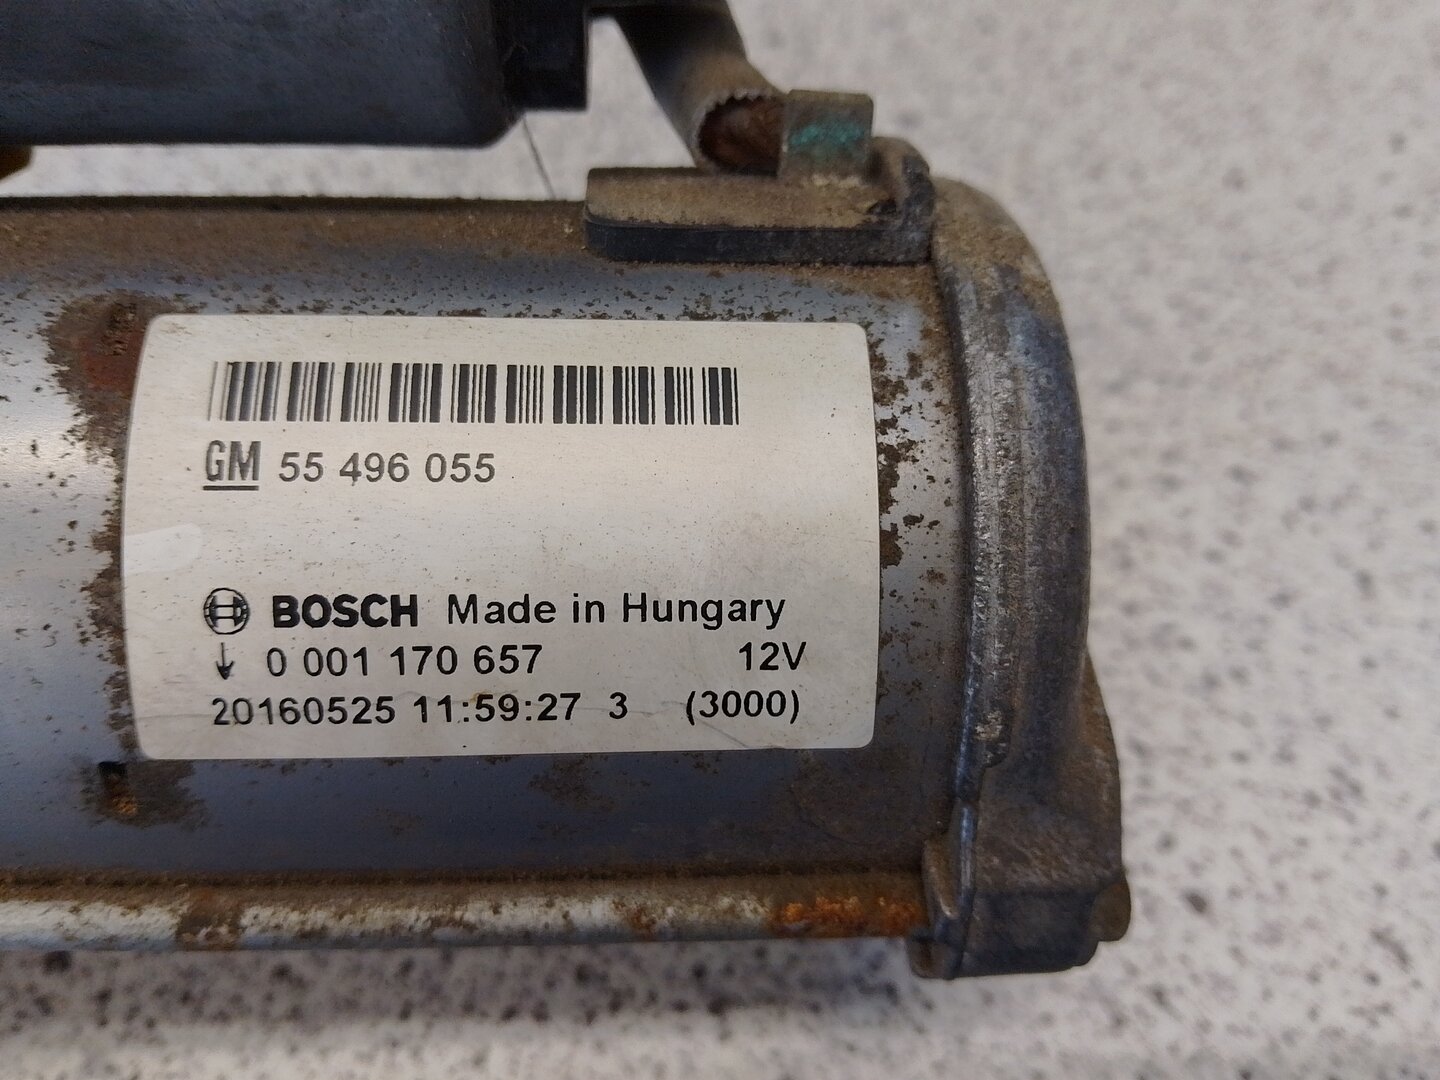 GM 55 496 055
BOSCH Made in Hungary
0 001 170 657 12V
20160525 11:59:27 3 (3000)